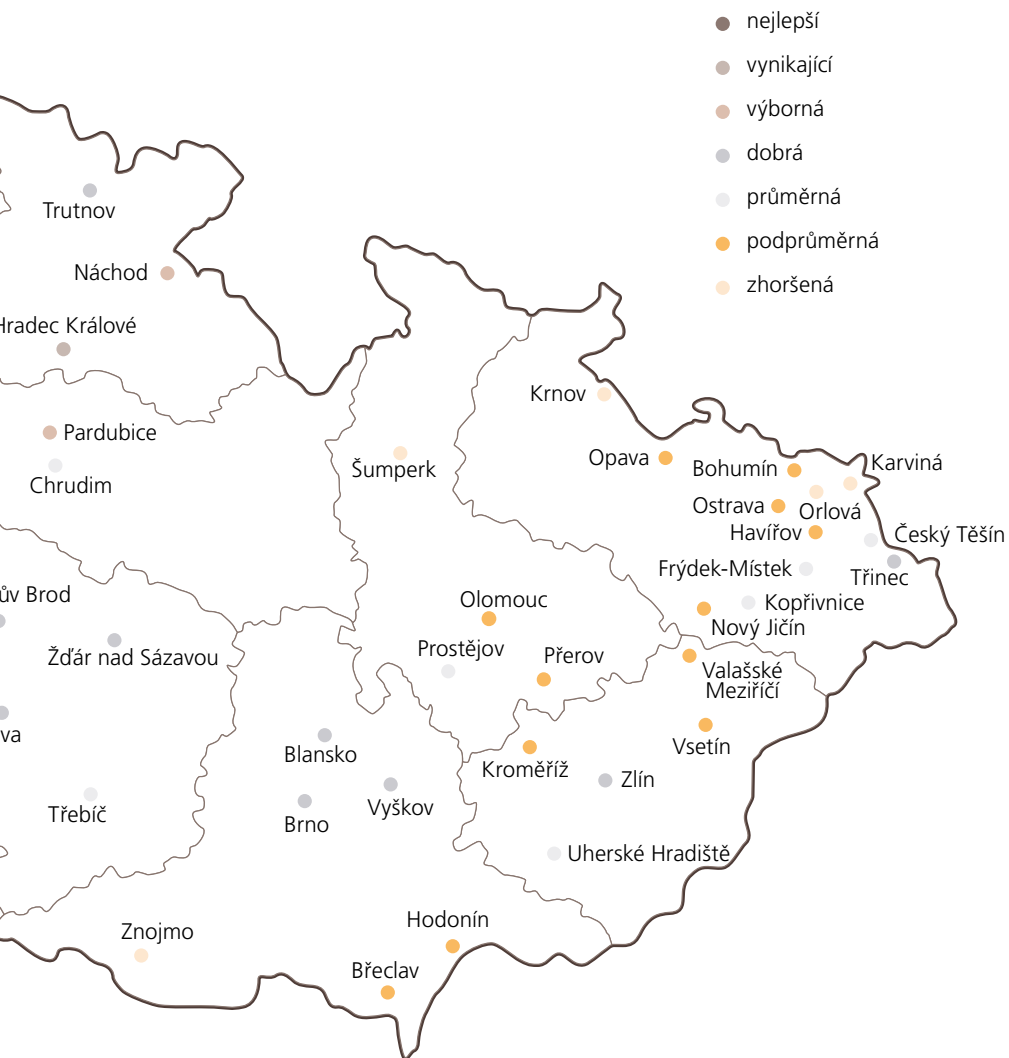 nejlepší
vynikající
výborná
dobrá
průměrná
podprůměrná
zhoršená
Trutnov
Náchod
Hradec Králové
Pardubice
Chrudim
Krnov
Šumperk
Opava
Bohumín
Karviná
Ostrava
Orlová
Havířov
Český Těšín
Frýdek-Místek
Třinec
ův Brod
Olomouc
Kopřivnice
Nový Jičín
Žďár nad Sázavou
Prostějov
Přerov
Valašské
Meziříčí
va
Blansko
Vsetín
Kroměříž
Zlín
Třebíč
Vyškov
Brno
Uherské Hradiště
Hodonín
Znojmo
Břeclav